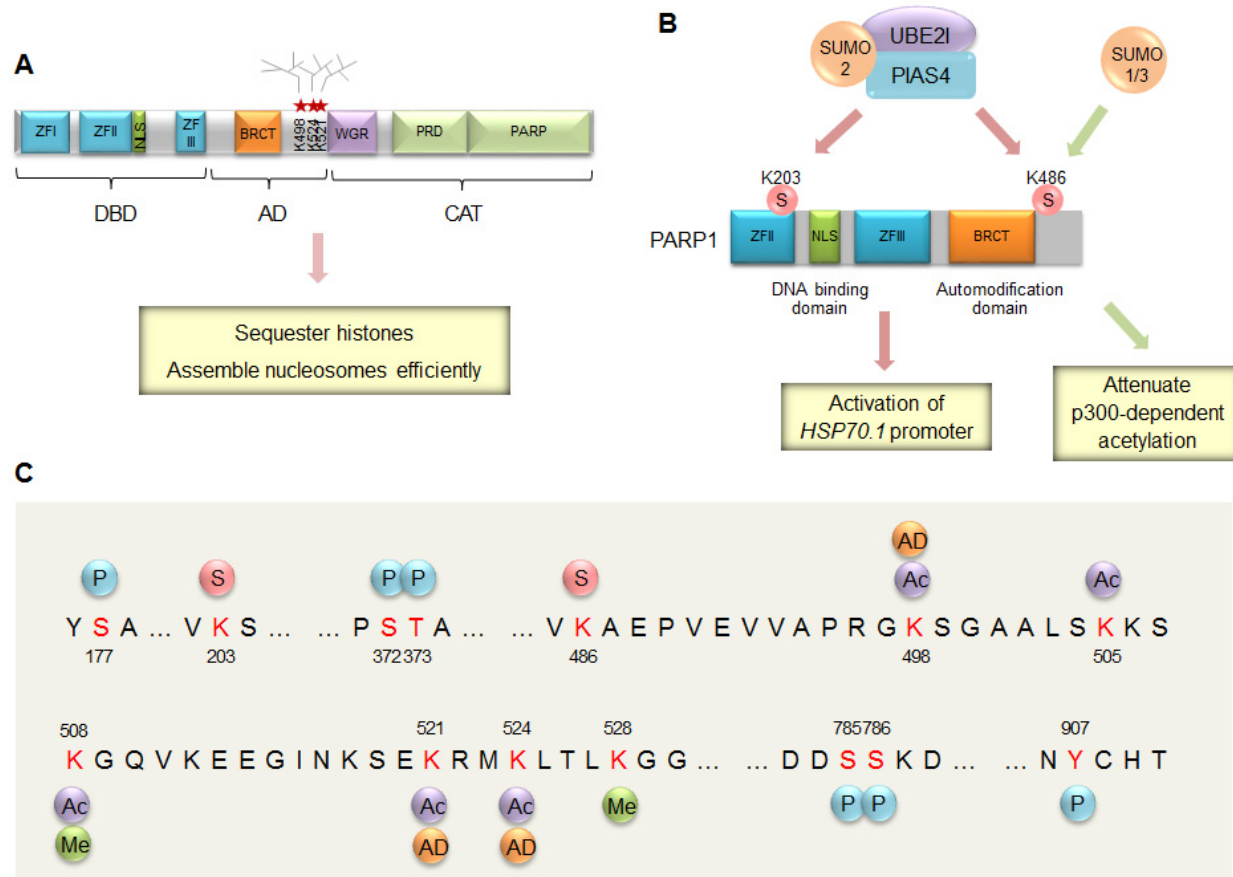 A
ZFI
ZFII
NLS
ZF
III
BRCT
K498
K524
K521
WGR
PRD
PARP
DBD
AD
CAT
Sequester histones
Assemble nucleosomes efficiently
B
SUMO
2
UBE2I
PIAS4
SUMO
1/3
K203
K486
S
S
PARP1
ZFII
NLS
ZFIII
BRCT
DNA binding
domain
Automodification
domain
Activation of
HSP70.1 promoter
Attenuate
p300-dependent
acetylation
C
AD
P S P P S Ac Ac
Y S A ... V K S ... ... P S T A ... ... V K A E P V E V V A P R G K S G A A L S K K S
177 203 372 373 486 498 505
508 521 524 528 785 786 907
K G Q V K E E G I N K S E K R M K L T L K G G ... ... D D S S K D ... ... N Y C H T
Ac Ac Ac Me P P P
Me AD AD